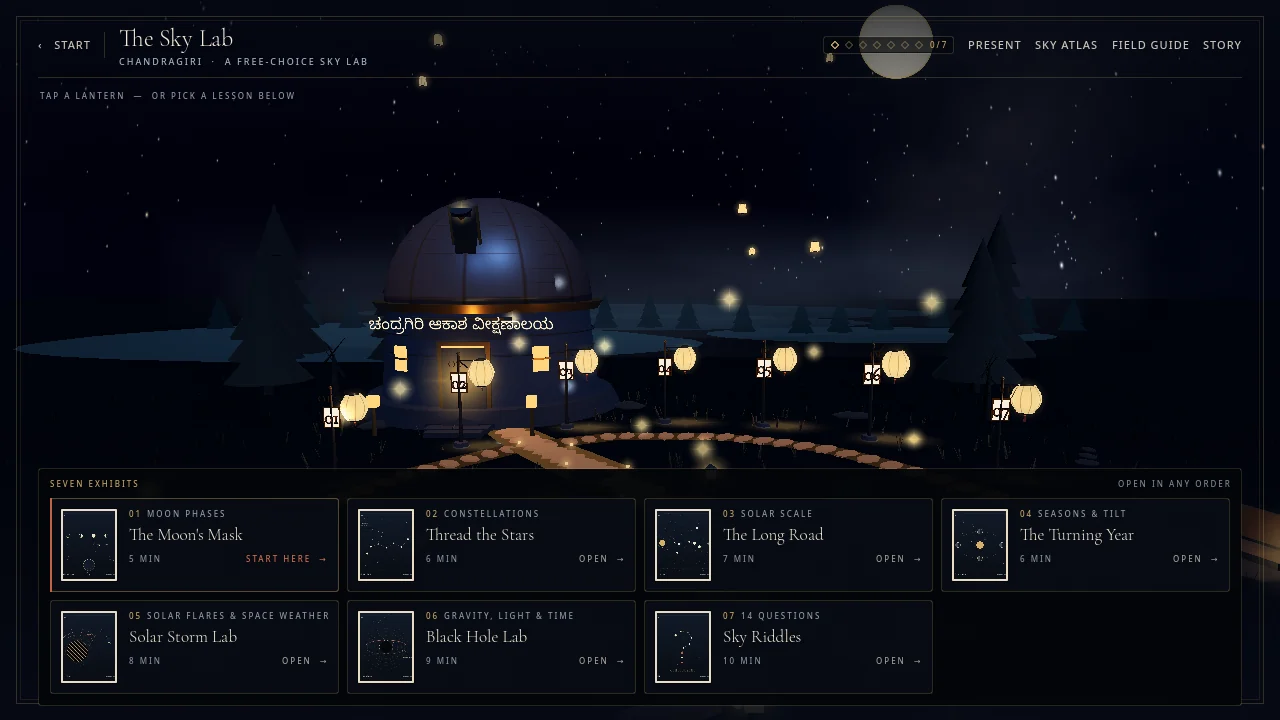 ‹ START
The Sky Lab
CHANDRAGIRI · A FREE-CHOICE SKY LAB
0/7
PRESENT
SKY ATLAS
FIELD GUIDE
STORY
TAP A LANTERN — OR PICK A LESSON BELOW
ಚಂದ್ರಗಿರಿ ಆಕಾಶ ವೀಕ್ಷಣಾಲಯ
01
02
03
04
05
06
07
SEVEN EXHIBITS
OPEN IN ANY ORDER
01 MOON PHASES
The Moon's Mask
5 MIN
START HERE →
02 CONSTELLATIONS
Thread the Stars
6 MIN
OPEN →
03 SOLAR SCALE
The Long Road
7 MIN
OPEN →
04 SEASONS & TILT
The Turning Year
6 MIN
OPEN →
05 SOLAR FLARES & SPACE WEATHER
Solar Storm Lab
8 MIN
OPEN →
06 GRAVITY, LIGHT & TIME
Black Hole Lab
9 MIN
OPEN →
07 14 QUESTIONS
Sky Riddles
10 MIN
OPEN →